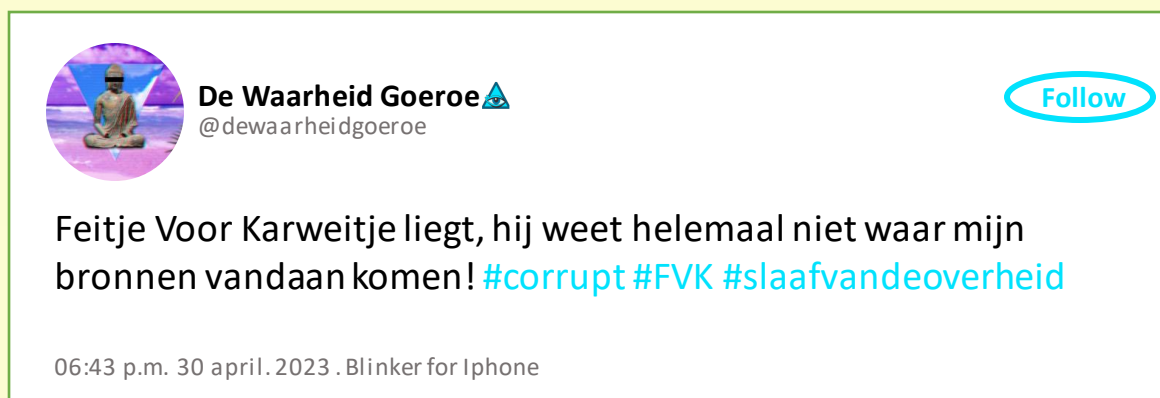 De Waarheid Goeroe
@dewaarheidgoeroe
Follow
Feitje Voor Karweitje liegt, hij weet helemaal niet waar mijn
bronnen vandaan komen! #corrupt #FVK #slaafvandeoverheid
06:43 p.m. 30 april. 2023 . Blinker for Iphone